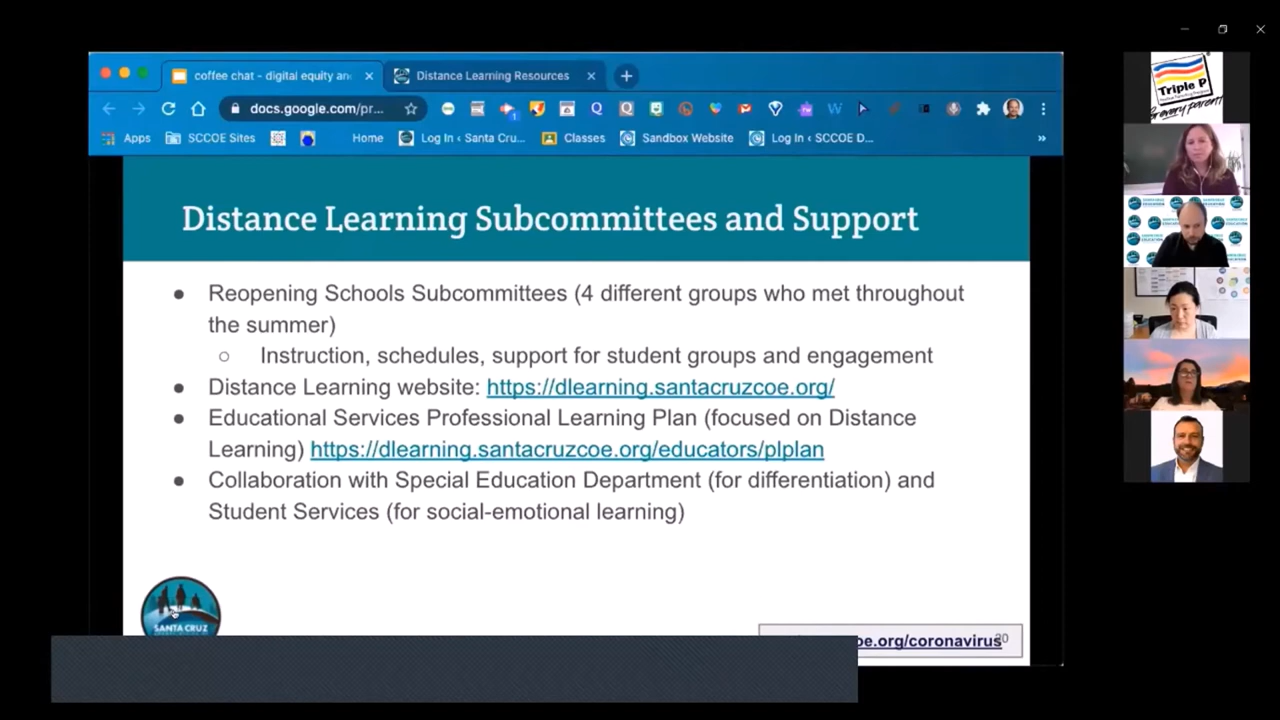 coffee chat - digital equity and
Distance Learning Resources
docs.google.com/pr...
Apps
SCCOE Sites
Home
Log In ‹ Santa Cru...
Classes
Sandbox Website
Log In ‹ SCCOE D...
»
Distance Learning Subcommittees and Support
● Reopening Schools Subcommittees (4 different groups who met throughout
the summer)
○ Instruction, schedules, support for student groups and engagement
● Distance Learning website: https://dlearning.santacruzcoe.org/
● Educational Services Professional Learning Plan (focused on Distance
Learning) https://dlearning.santacruzcoe.org/educators/plplan
● Collaboration with Special Education Department (for differentiation) and
Student Services (for social-emotional learning)
SANTA CRUZ
oe.org/coronavirus
Triple P